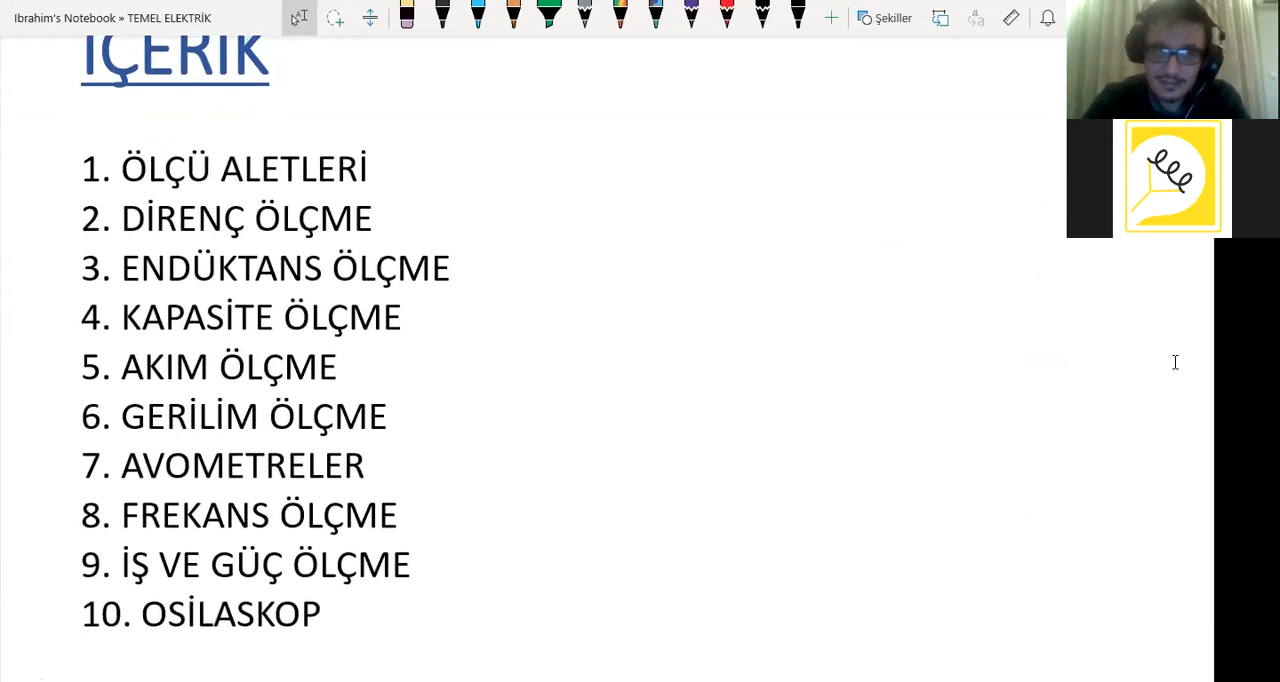 Ibrahim's Notebook » TEMEL ELEKTRİK
Şekiller
İÇERİK
1. ÖLÇÜ ALETLERİ
2. DİRENÇ ÖLÇME
3. ENDÜKTANS ÖLÇME
4. KAPASİTE ÖLÇME
5. AKIM ÖLÇME
6. GERİLİM ÖLÇME
7. AVOMETRELER
8. FREKANS ÖLÇME
9. İŞ VE GÜÇ ÖLÇME
10. OSİLASKOP